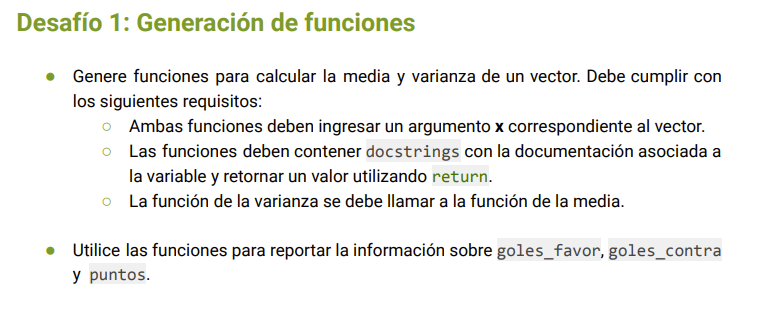 Desafío 1: Generación de funciones
● Genere funciones para calcular la media y varianza de un vector. Debe cumplir con
los siguientes requisitos:
○ Ambas funciones deben ingresar un argumento x correspondiente al vector.
○ Las funciones deben contener docstrings con la documentación asociada a
la variable y retornar un valor utilizando return.
○ La función de la varianza se debe llamar a la función de la media.
● Utilice las funciones para reportar la información sobre goles_favor, goles_contra
y puntos.